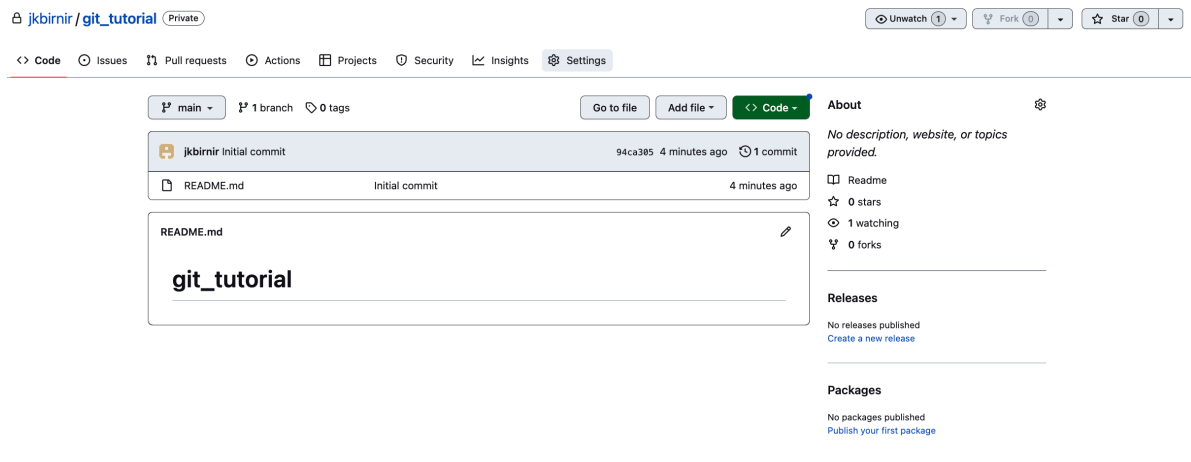 jkbirnir / git_tutorial Private Unwatch 1 Fork 0 Star 0
Code Issues Pull requests Actions Projects Security Insights Settings
main 1 branch 0 tags Go to file Add file Code
jkbirnir Initial commit 94ca305 4 minutes ago 1 commit
README.md Initial commit 4 minutes ago
README.md
git_tutorial
About
No description, website, or topics
provided.
Readme
0 stars
1 watching
0 forks
Releases
No releases published
Create a new release
Packages
No packages published
Publish your first package